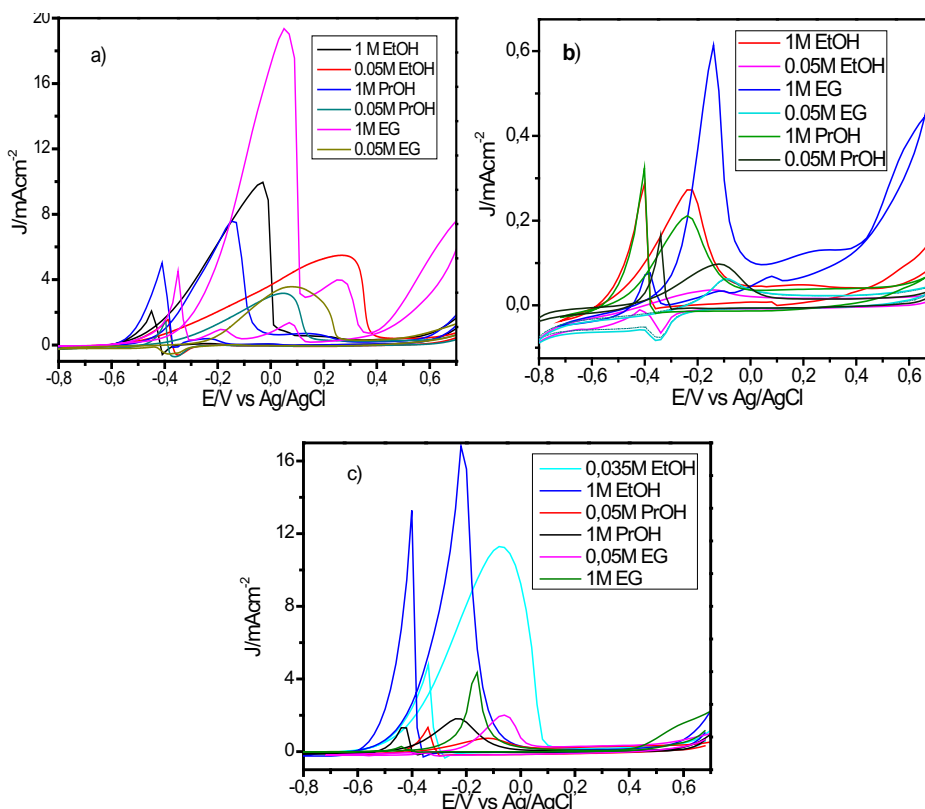 a)
1 M EtOH
0.05M EtOH
1M PrOH
0.05M PrOH
1M EG
0.05M EG
J/mAcm-2
20
16
12
8
4
0
-0,8 -0,6 -0,4 -0,2 0,0 0,2 0,4 0,6
E/V vs Ag/AgCl
b)
1M EtOH
0.05M EtOH
1M EG
0.05M EG
1M PrOH
0.05M PrOH
J/mAcm-2
0,6
0,4
0,2
0,0
-0,8 -0,6 -0,4 -0,2 0,0 0,2 0,4 0,6
E/V vs Ag/AgCl
c)
0,035M EtOH
1M EtOH
0,05M PrOH
1M PrOH
0,05M EG
1M EG
J/mAcm-2
16
12
8
4
0
-0,8 -0,6 -0,4 -0,2 0,0 0,2 0,4 0,6
E/V vs Ag/AgCl